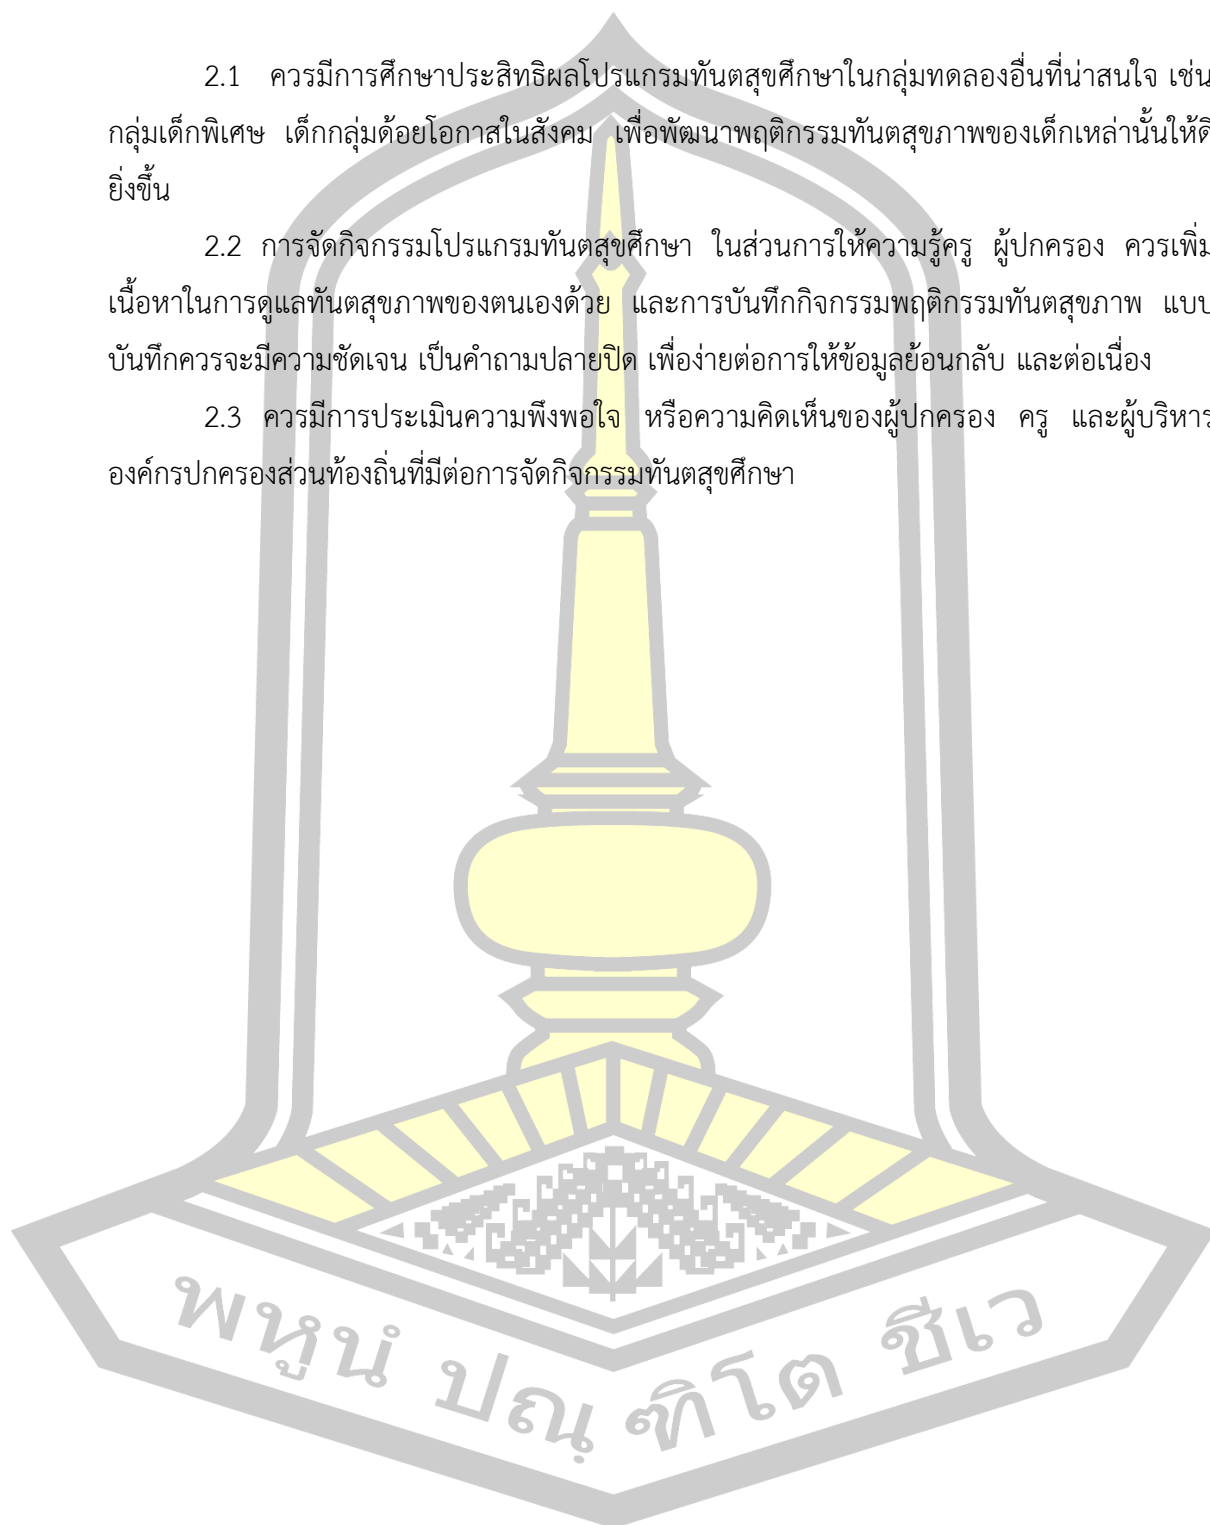 2.1 ควรมีการศึกษาประสิทธิผลโปรแกรมทันตสุขศึกษาในกลุ่มทดลองอื่นที่น่าสนใจ เช่น
กลุ่มเด็กพิเศษ เด็กกลุ่มด้อยโอกาสในสังคม เพื่อพัฒนาพฤติกรรมทันตสุขภาพของเด็กเหล่านั้นให้ดี
ยิ่งขึ้น
2.2 การจัดกิจกรรมโปรแกรมทันตสุขศึกษา ในส่วนการให้ความรู้ครู ผู้ปกครอง ควรเพิ่ม
เนื้อหาในการดูแลทันตสุขภาพของตนเองด้วย และการบันทึกกิจกรรมพฤติกรรมทันตสุขภาพ แบบ
บันทึกควรจะมีความชัดเจน เป็นคำถามปลายปิด เพื่อง่ายต่อการให้ข้อมูลย้อนกลับ และต่อเนื่อง
2.3 ควรมีการประเมินความพึงพอใจ หรือความคิดเห็นของผู้ปกครอง ครู และผู้บริหาร
องค์กรปกครองส่วนท้องถิ่นที่มีต่อการจัดกิจกรรมทันตสุขศึกษา
พหูนํ ปณฺฑิโต ชีเว